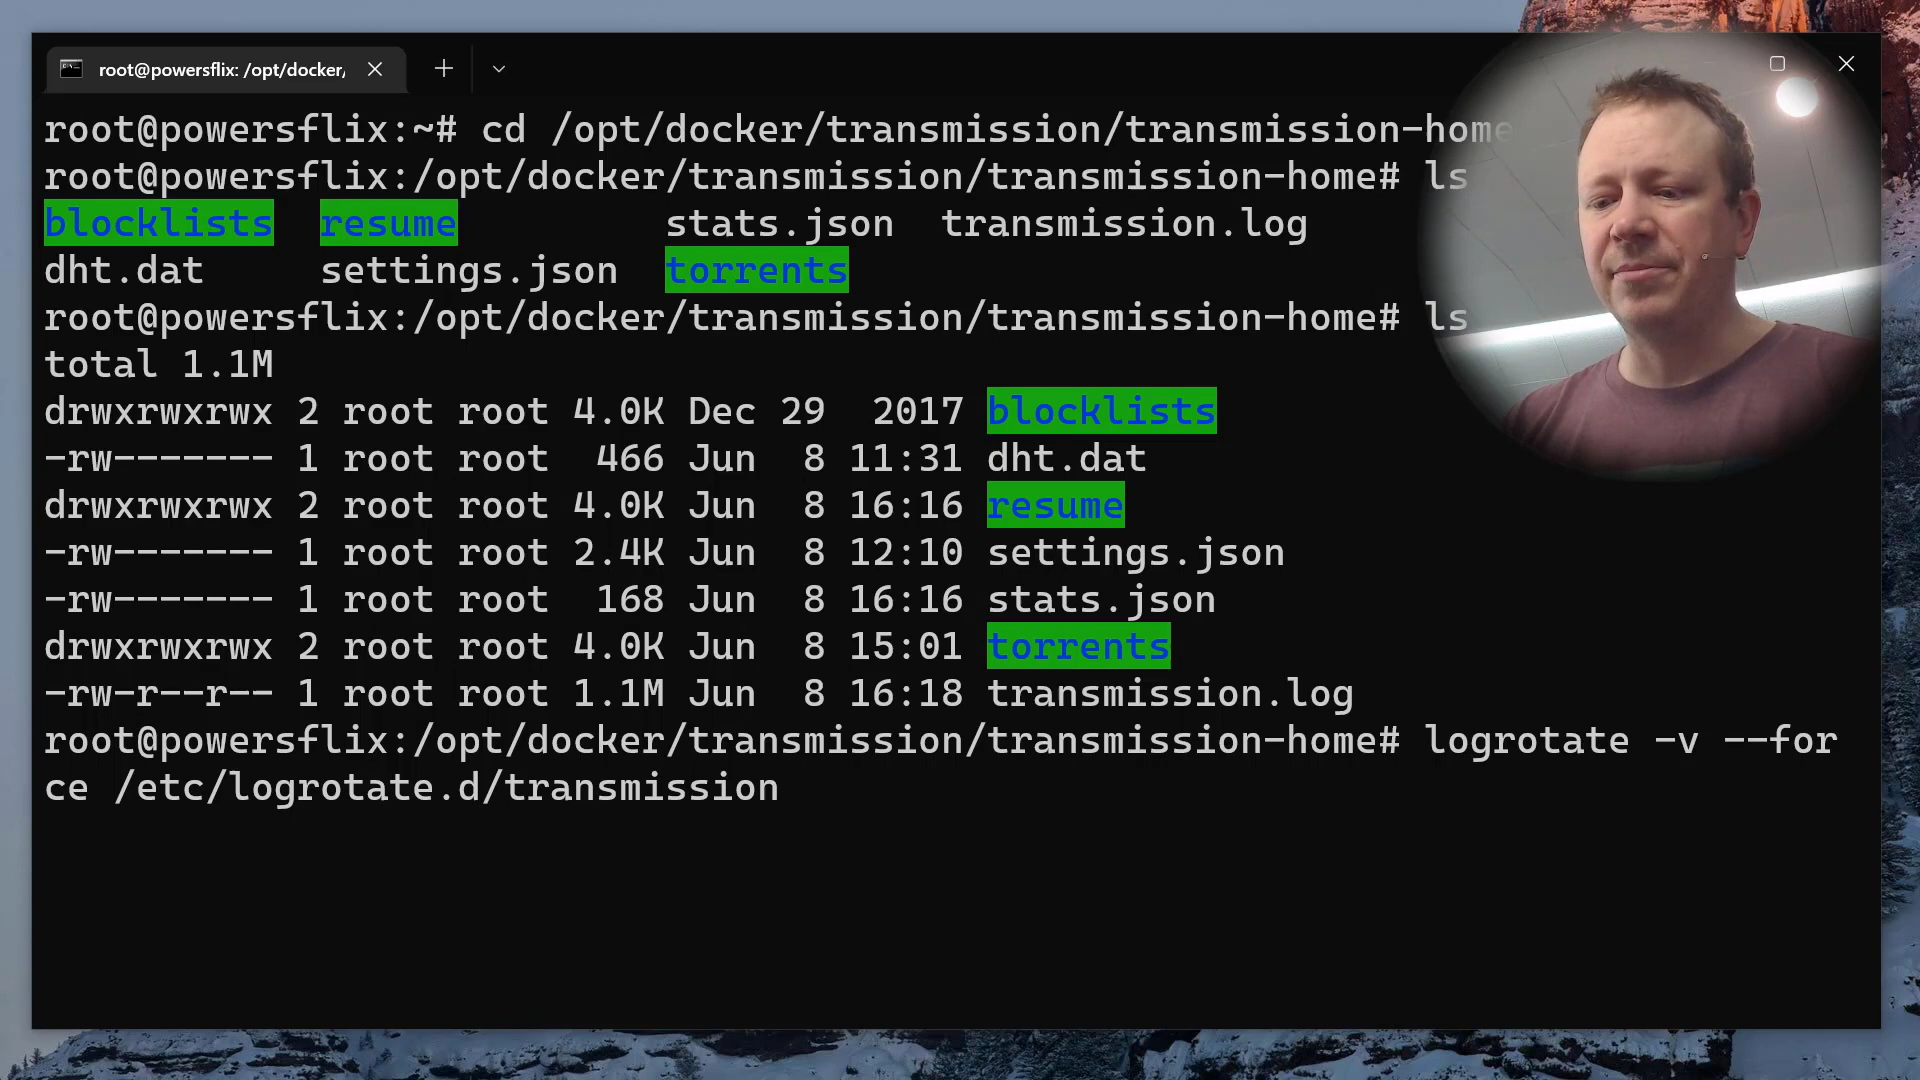 root@powersflix: /opt/docker/
root@powersflix:~# cd /opt/docker/transmission/transmission-home
root@powersflix:/opt/docker/transmission/transmission-home# ls
blocklists resume stats.json transmission.log
dht.dat settings.json torrents
root@powersflix:/opt/docker/transmission/transmission-home# ls
total 1.1M
drwxrwxrwx 2 root root 4.0K Dec 29 2017 blocklists
-rw------- 1 root root 466 Jun 8 11:31 dht.dat
drwxrwxrwx 2 root root 4.0K Jun 8 16:16 resume
-rw------- 1 root root 2.4K Jun 8 12:10 settings.json
-rw------- 1 root root 168 Jun 8 16:16 stats.json
drwxrwxrwx 2 root root 4.0K Jun 8 15:01 torrents
-rw-r--r-- 1 root root 1.1M Jun 8 16:18 transmission.log
root@powersflix:/opt/docker/transmission/transmission-home# logrotate -v --for
ce /etc/logrotate.d/transmission